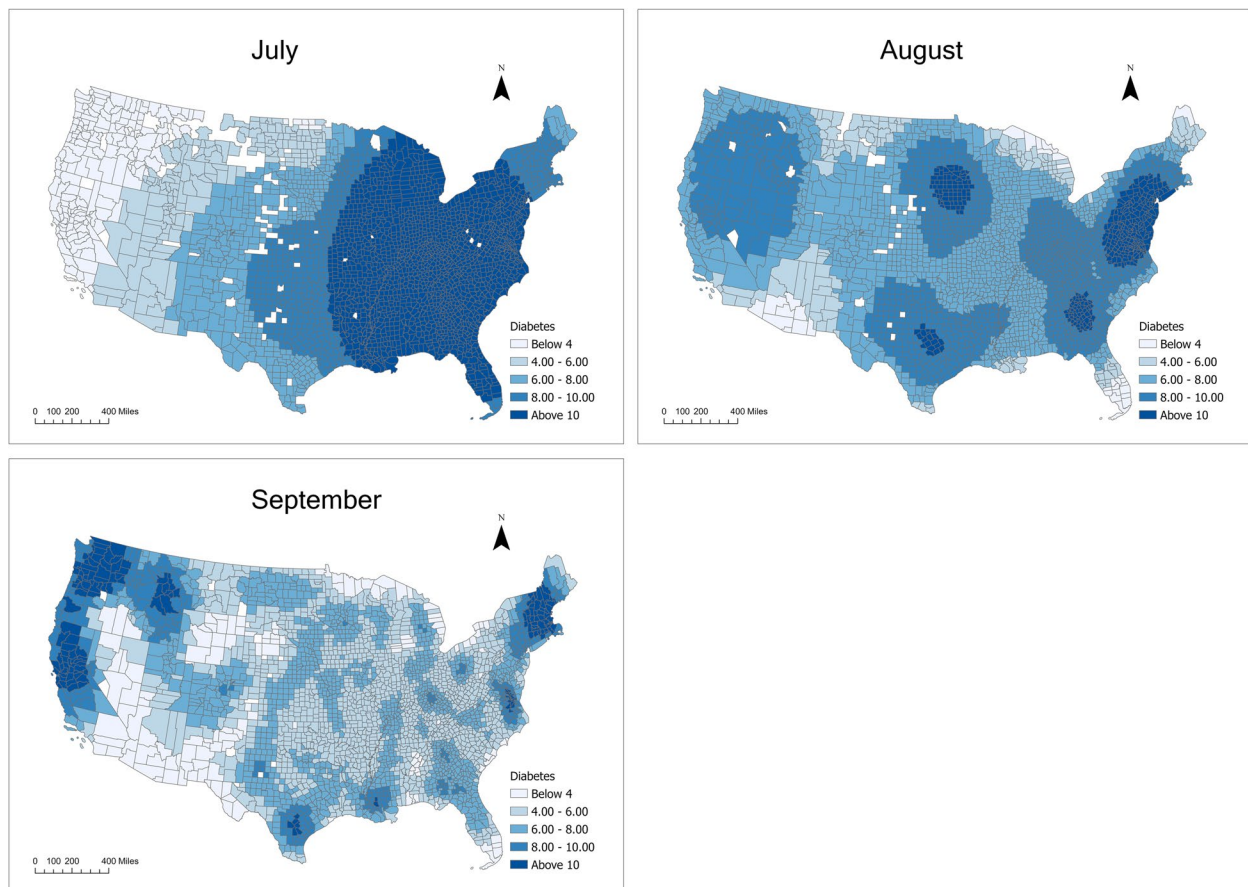 July
N
Diabetes
Below 4
4.00 - 6.00
6.00 - 8.00
8.00 - 10.00
Above 10
0 100 200 400 Miles
August
N
Diabetes
Below 4
4.00 - 6.00
6.00 - 8.00
8.00 - 10.00
Above 10
0 100 200 400 Miles
September
N
Diabetes
Below 4
4.00 - 6.00
6.00 - 8.00
8.00 - 10.00
Above 10
0 100 200 400 Miles